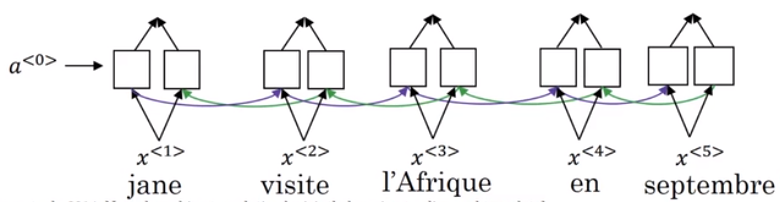 a<0>
x<1> x<2> x<3> x<4> x<5>
jane visite l'Afrique en septembre